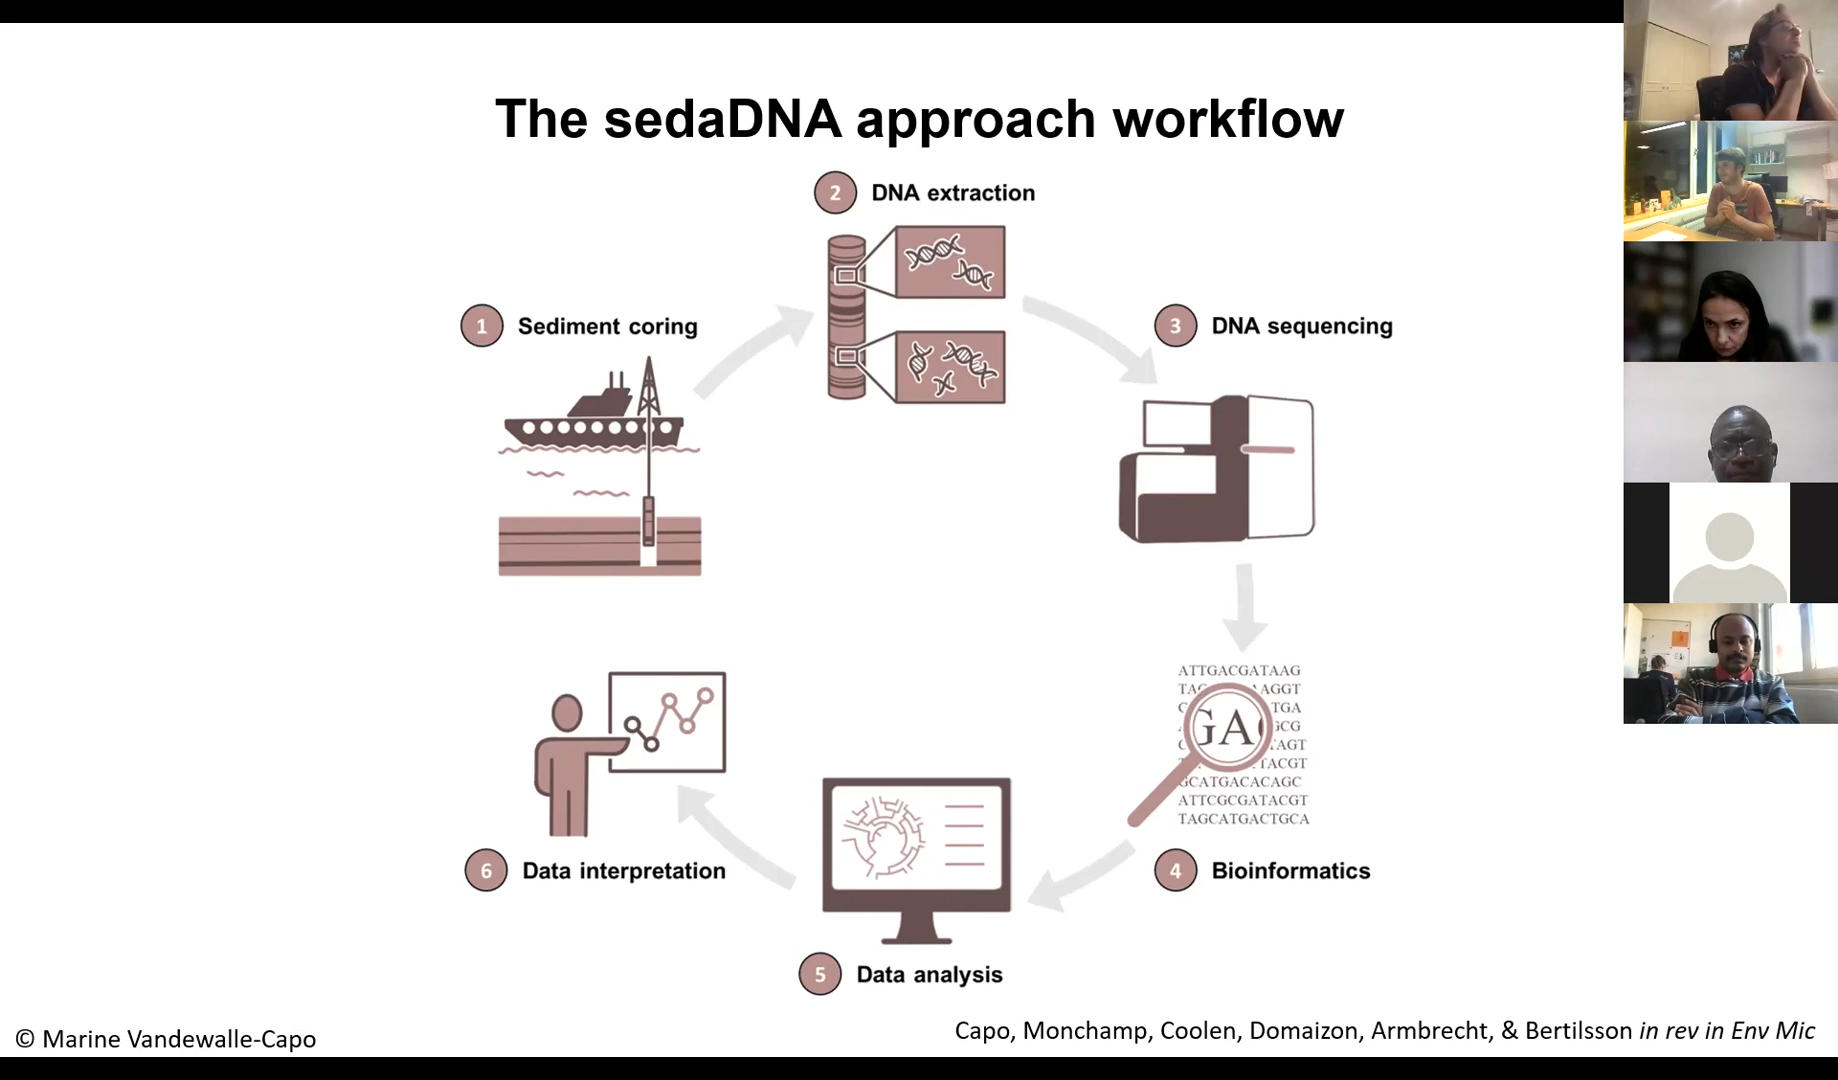 The sedaDNA approach workflow
2 DNA extraction
1 Sediment coring
3 DNA sequencing
ATTGACGATAAG
AGGT
TGA
GCG
GA
TAGT
TACGT
GCATGACACAGC
ATTCGCGATACGT
TAGCATGACTGCA
6 Data interpretation
4 Bioinformatics
5 Data analysis
© Marine Vandewalle-Capo
Capo, Monchamp, Coolen, Domaizon, Armbrecht, & Bertilsson in rev in Env Mic